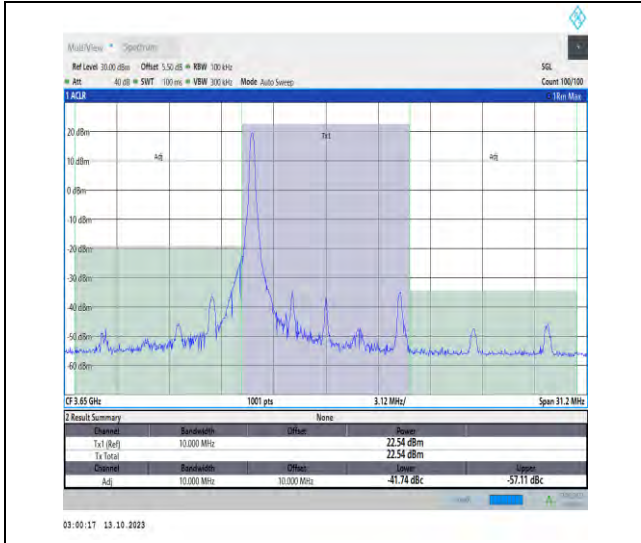 MultiView Spectrum
Ref Level 30.00 dBm Offset 5.50 dB RBW 100 kHz SGL
Att 40 dB SWT 100 ms VBW 300 kHz Mode Auto Sweep Count 100/100
1 ACLR 1Rm Max
20 dBm Tx1
10 dBm Adj Adj
0 dBm
-10 dBm
-20 dBm
-30 dBm
-40 dBm
-50 dBm
-60 dBm
CF 3.65 GHz 1001 pts 3.12 MHz/ Span 31.2 MHz
2 Result Summary None
Channel Bandwidth Offset Power
Tx1 (Ref) 10.000 MHz 22.54 dBm
Tx Total 22.54 dBm
Channel Bandwidth Offset Lower Upper
Adj 10.000 MHz 10.000 MHz -41.74 dBc -57.11 dBc
03:00:17 13.10.2023